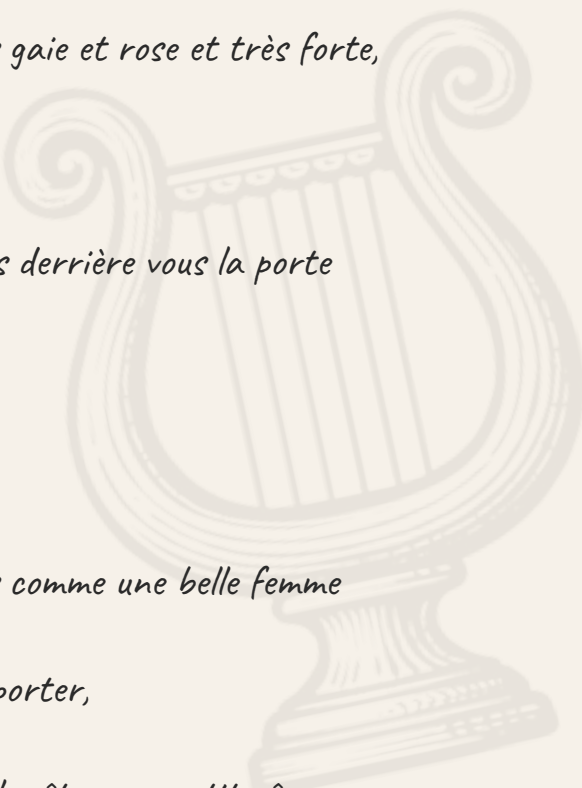 gaie et rose et très forte,
derrière vous la porte
comme une belle femme
porter,